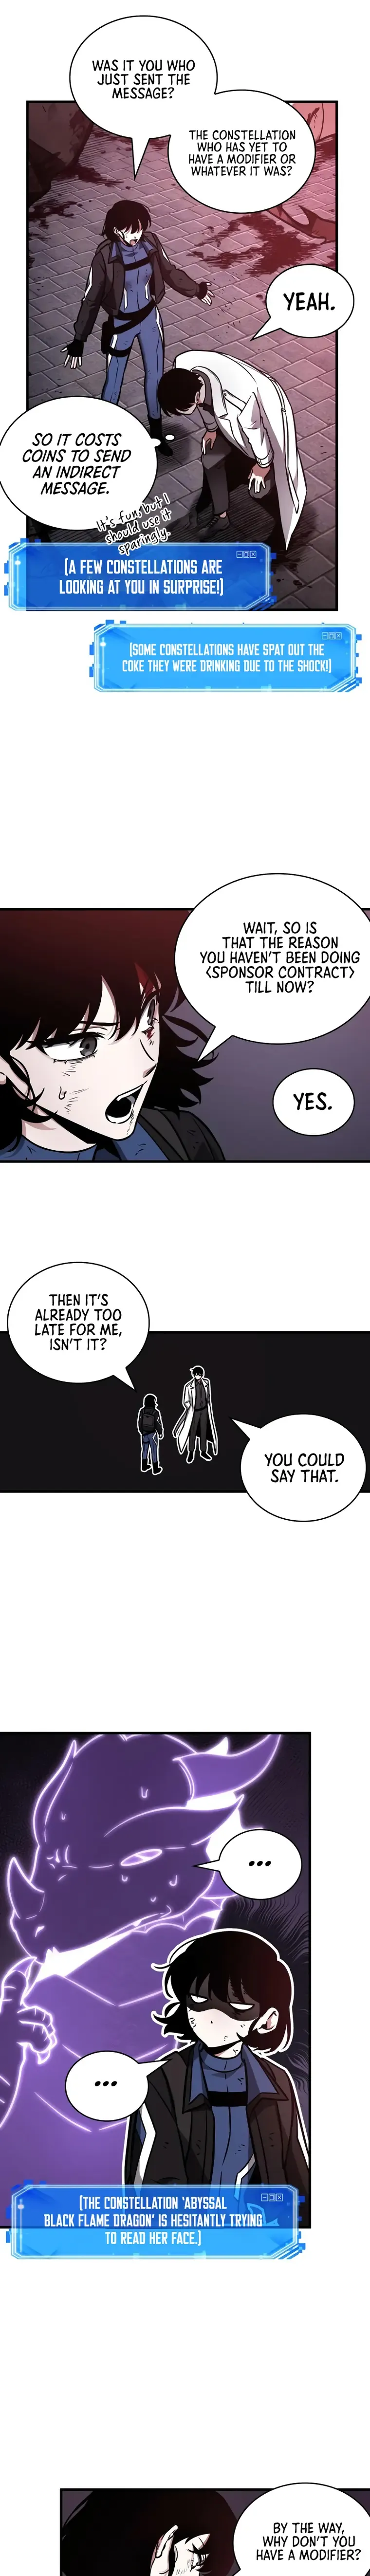 WAS IT YOU WHO
JUST SENT THE
MESSAGE?
THE CONSTELLATION
WHO HAS YET TO
HAVE A MODIFIER OR
WHATEVER IT WAS?
YEAH.
SO IT COSTS
COINS TO SEND
AN INDIRECT
MESSAGE.
It's fun, but I
should use it
sparingly.
[A FEW CONSTELLATIONS ARE
LOOKING AT YOU IN SURPRISE!]
[SOME CONSTELLATIONS HAVE SPAT OUT THE
COKE THEY WERE DRINKING DUE TO THE SHOCK!]
WAIT, SO IS
THAT THE REASON
YOU HAVEN'T BEEN DOING
<SPONSOR CONTRACT>
TILL NOW?
YES.
THEN IT'S
ALREADY TOO
LATE FOR ME,
ISN'T IT?
YOU COULD
SAY THAT.
...
...
[THE CONSTELLATION 'ABYSSAL
BLACK FLAME DRAGON' IS HESITANTLY TRYING
TO READ HER FACE.]
BY THE WAY,
WHY DON'T YOU
HAVE A MODIFIER?